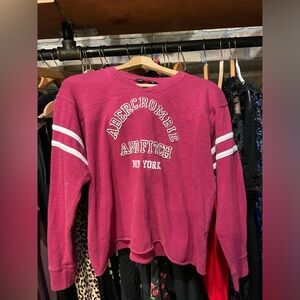 ABERCROMBIE
AND FITCH
NEW YORK